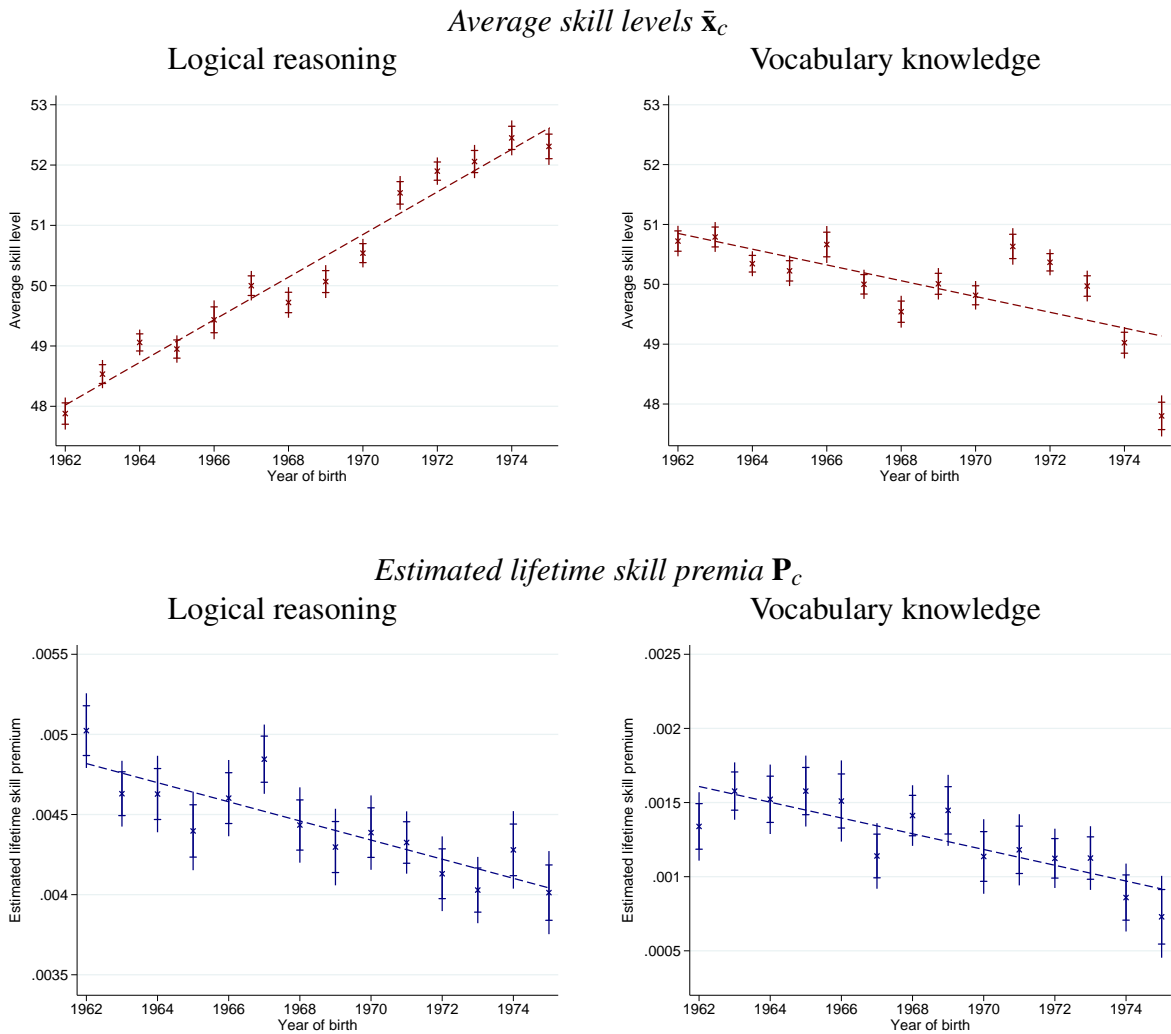 Average skill levels x̄c
Logical reasoning
Vocabulary knowledge
53
52
51
50
49
48
Average skill level
1962 1964 1966 1968 1970 1972 1974
Year of birth
53
52
51
50
49
48
Average skill level
1962 1964 1966 1968 1970 1972 1974
Year of birth
Estimated lifetime skill premia Pc
Logical reasoning
Vocabulary knowledge
.0055
.005
.0045
.004
.0035
Estimated lifetime skill premium
1962 1964 1966 1968 1970 1972 1974
Year of birth
.0025
.002
.0015
.001
.0005
Estimated lifetime skill premium
1962 1964 1966 1968 1970 1972 1974
Year of birth